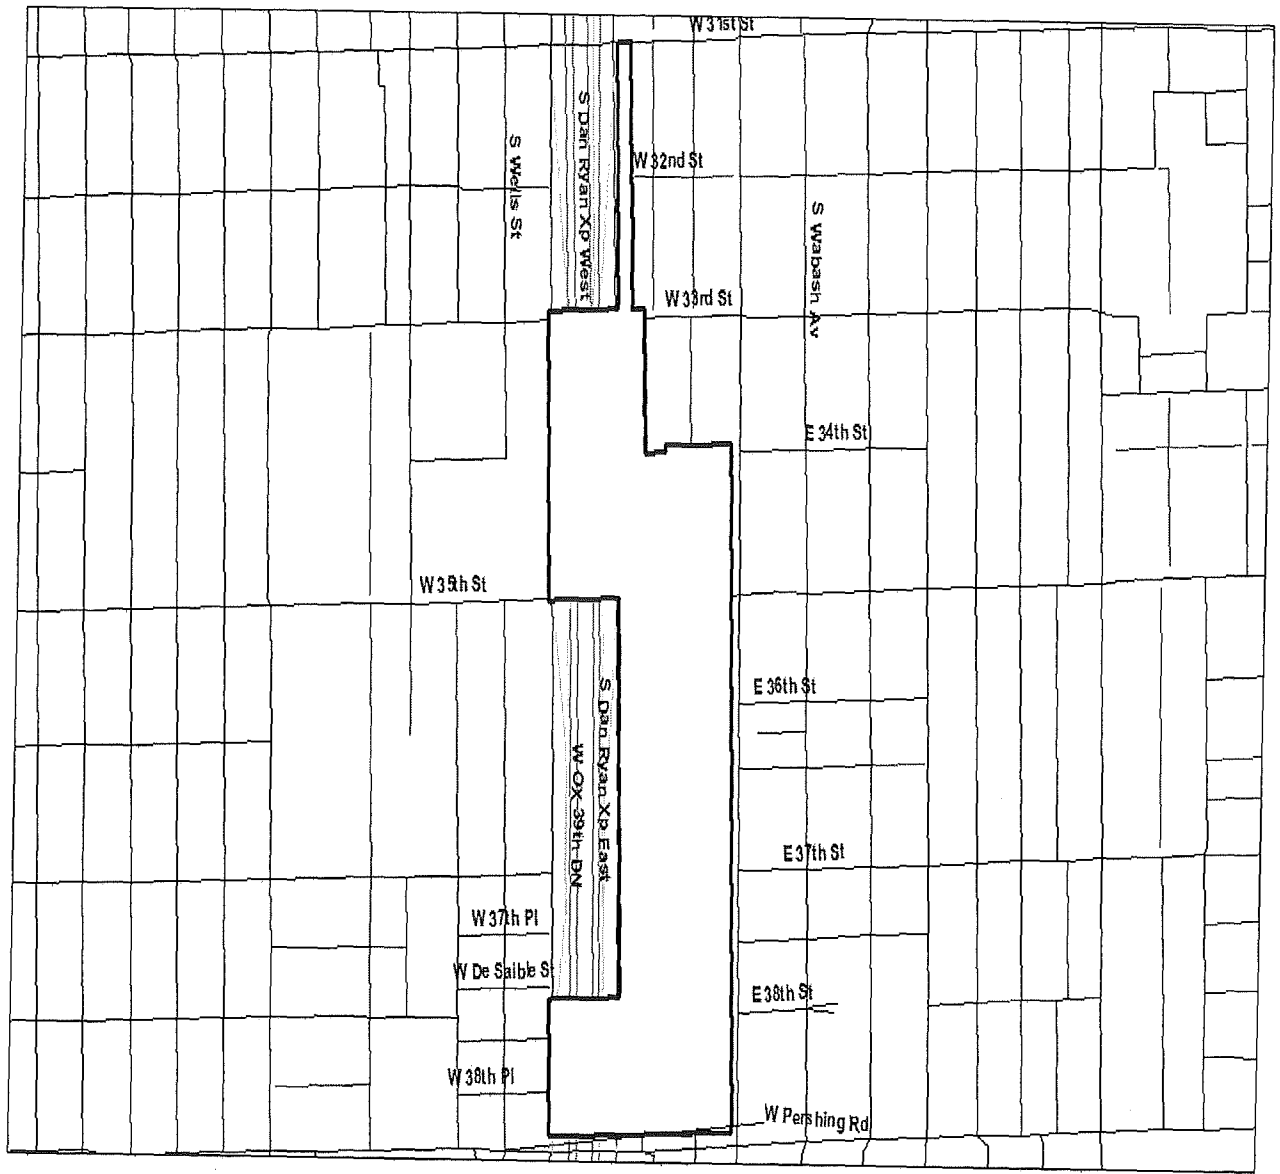 W 31st St
S Dan Ryan Xp West
S Wells St
W 32nd St
S Wabash Av
W 33rd St
E 34th St
W 35th St
E 36th St
S Dan Ryan Xp East
W-OX-39th-DN
E 37th St
W 37th Pl
W De Saible S
E 38th St
W 38th Pl
W Pershing Rd